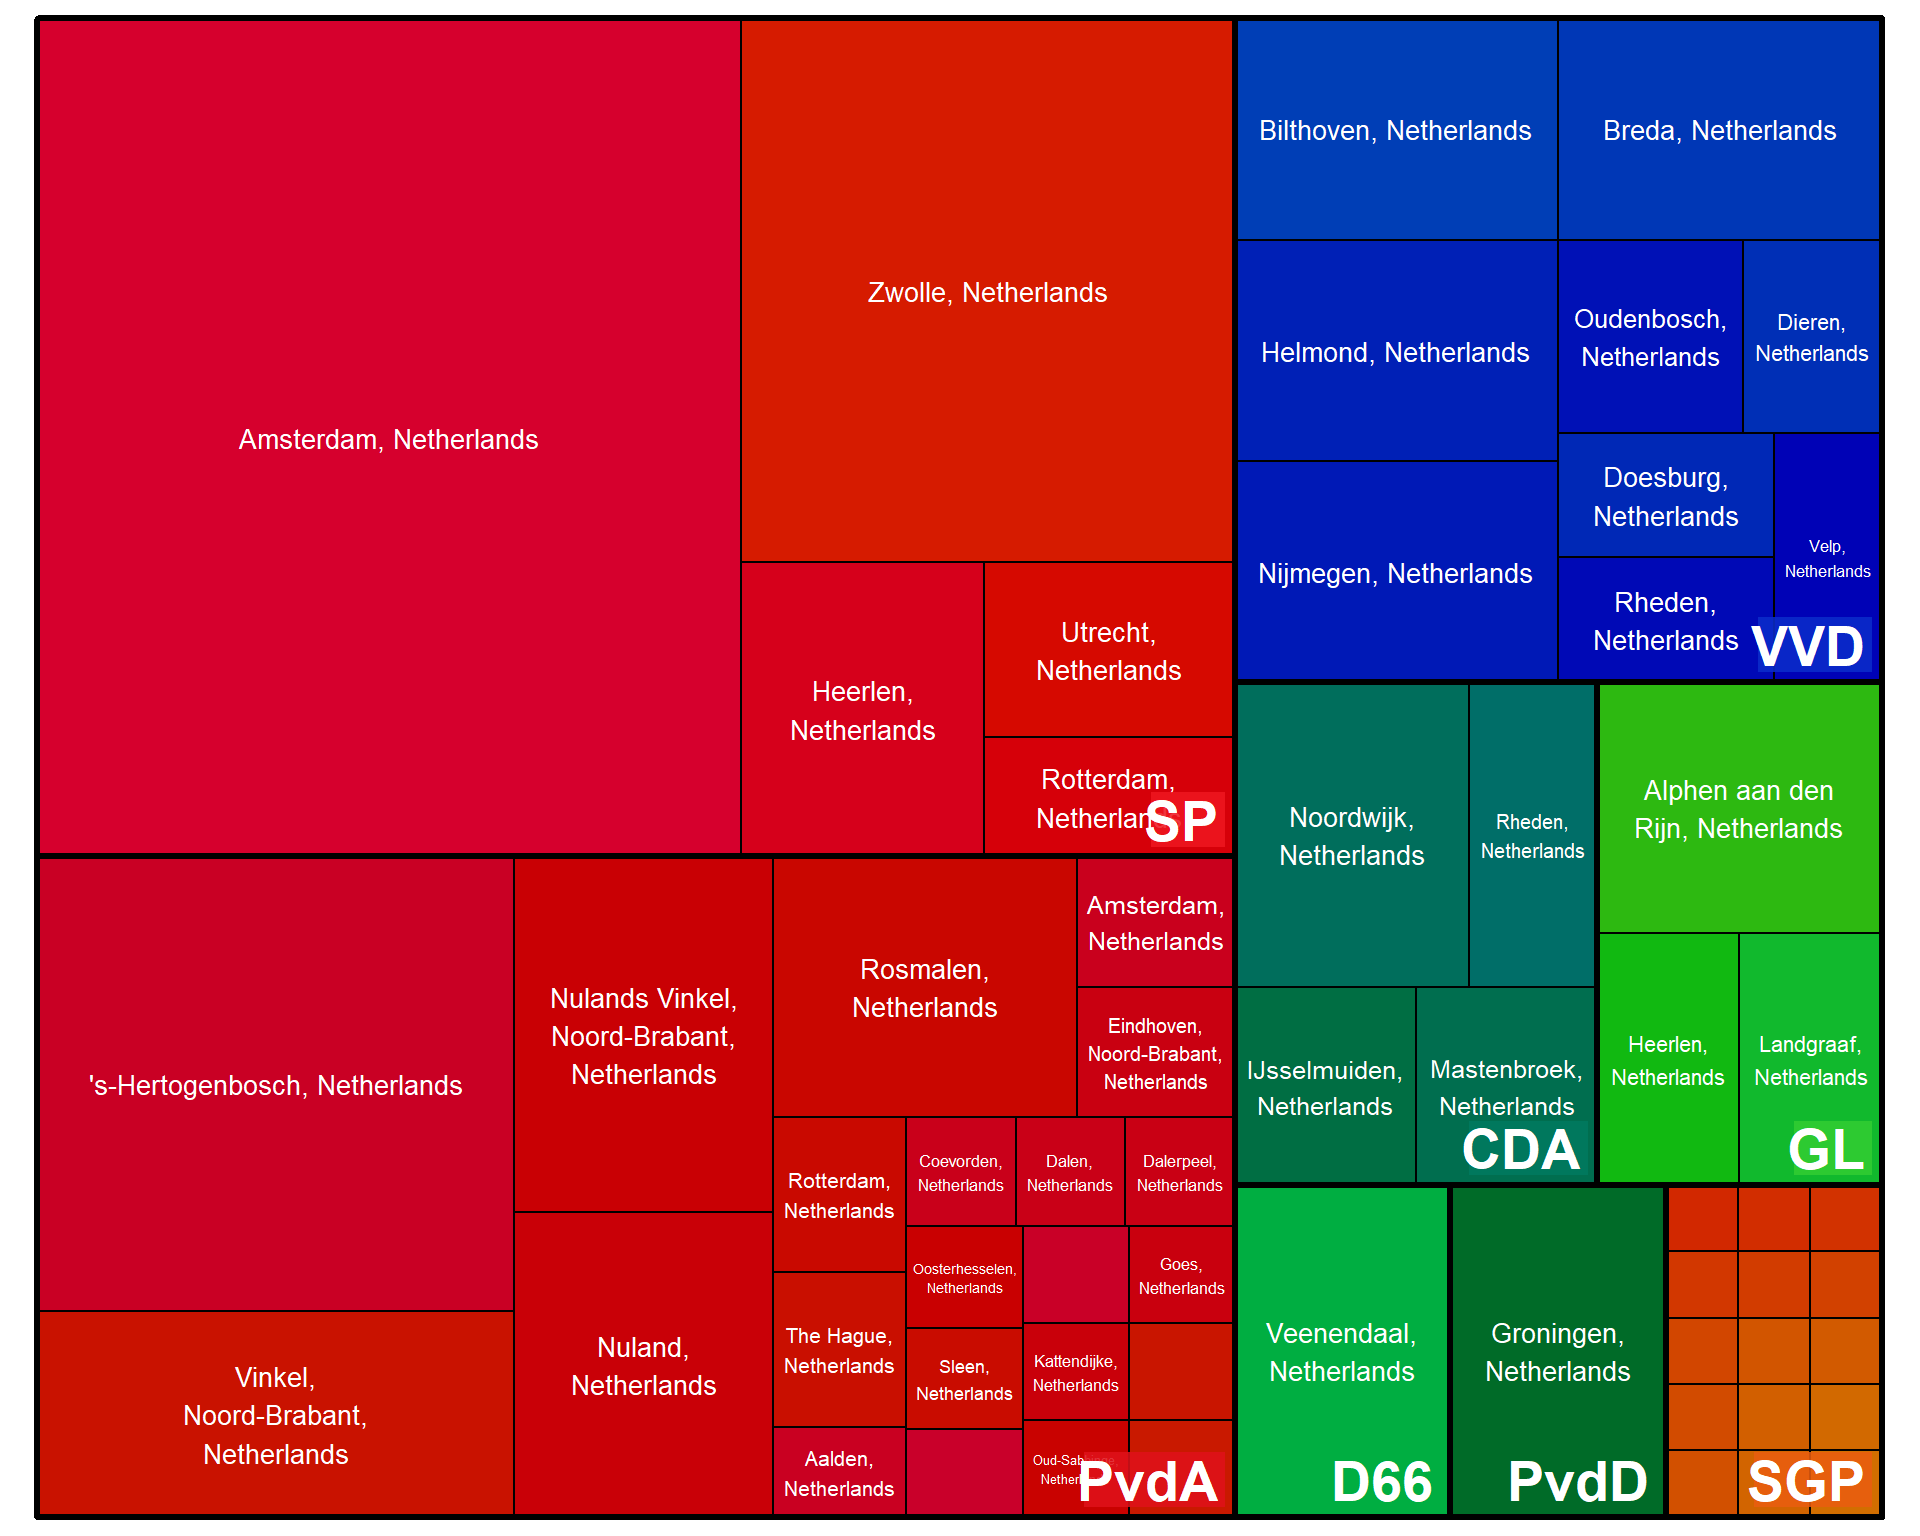 Amsterdam, Netherlands
Zwolle, Netherlands
Heerlen,
Netherlands
Utrecht,
Netherlands
Rotterdam,
SP
Bilthoven, Netherlands
Breda, Netherlands
Helmond, Netherlands
Oudenbosch,
Netherlands
Dieren,
Netherlands
Nijmegen, Netherlands
Doesburg,
Netherlands
Velp,
Netherlands
Rheden,
Netherlands
VVD
's-Hertogenbosch, Netherlands
Vinkel,
Noord-Brabant,
Netherlands
Nulands Vinkel,
Noord-Brabant,
Netherlands
Nuland,
Netherlands
Rosmalen,
Netherlands
Amsterdam,
Netherlands
Eindhoven,
Noord-Brabant,
Netherlands
Rotterdam,
Netherlands
Coevorden,
Netherlands
Dalen,
Netherlands
Dalerpeel,
Netherlands
The Hague,
Netherlands
Oosterhesselen,
Netherlands
Goes,
Netherlands
Sleen,
Netherlands
Kattendijke,
Netherlands
Aalden,
Netherlands
PvdA
Noordwijk,
Netherlands
Rheden,
Netherlands
IJsselmuiden,
Netherlands
Mastenbroek,
Netherlands
CDA
Alphen aan den
Rijn, Netherlands
Heerlen,
Netherlands
Landgraaf,
Netherlands
GL
Veenendaal,
Netherlands
D66
Groningen,
Netherlands
PvdD
SGP